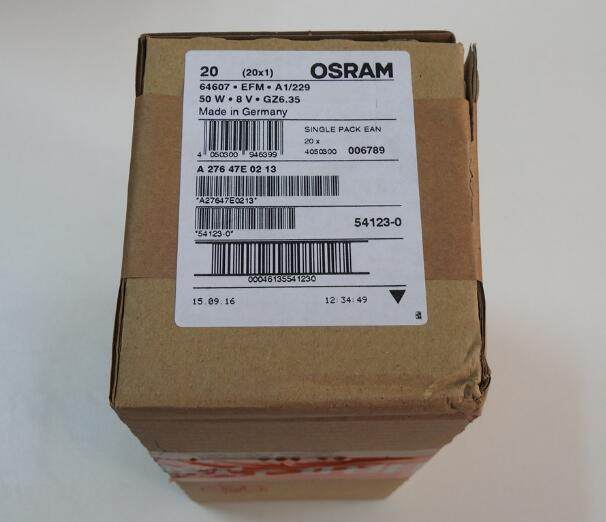 20 (20x1) OSRAM
64607 • EFM • A1/229
50 W • 8 V • GZ6.35
Made in Germany
SINGLE PACK EAN
20 x
4050300 006789
4 050300 946399
A 276 47E 02 13
*A27647E0213*
54123-0
*54123-0*
00046135541230
15.09.16 12:34:49